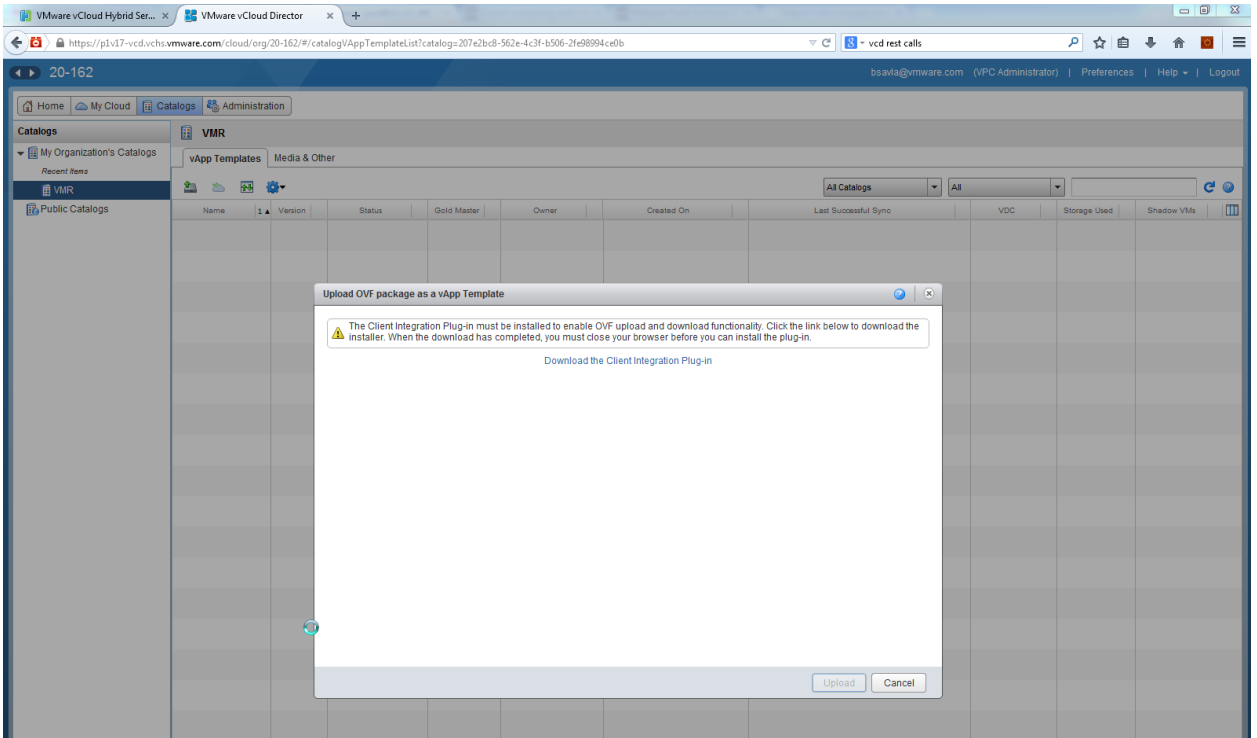 VMware vCloud Hybrid Ser...
VMware vCloud Director
https://p1v17-vcd.vchs.vmware.com/cloud/org/20-162/#/catalogVAppTemplateList?catalog=207e2bc8-562e-4c3f-b506-2fe98994ce0b
vcd rest calls
20-162
bsavla@vmware.com (VPC Administrator) | Preferences | Help | Logout
Home
My Cloud
Catalogs
Administration
Catalogs
VMR
My Organization's Catalogs
vApp Templates
Media & Other
Recent Items
VMR
All Catalogs
All
Public Catalogs
Name 1 Version Status Gold Master Owner Created On Last Successful Sync VDC Storage Used Shadow VMs
Upload OVF package as a vApp Template
The Client Integration Plug-in must be installed to enable OVF upload and download functionality. Click the link below to download the
installer. When the download has completed, you must close your browser before you can install the plug-in.
Download the Client Integration Plug-in
Upload
Cancel